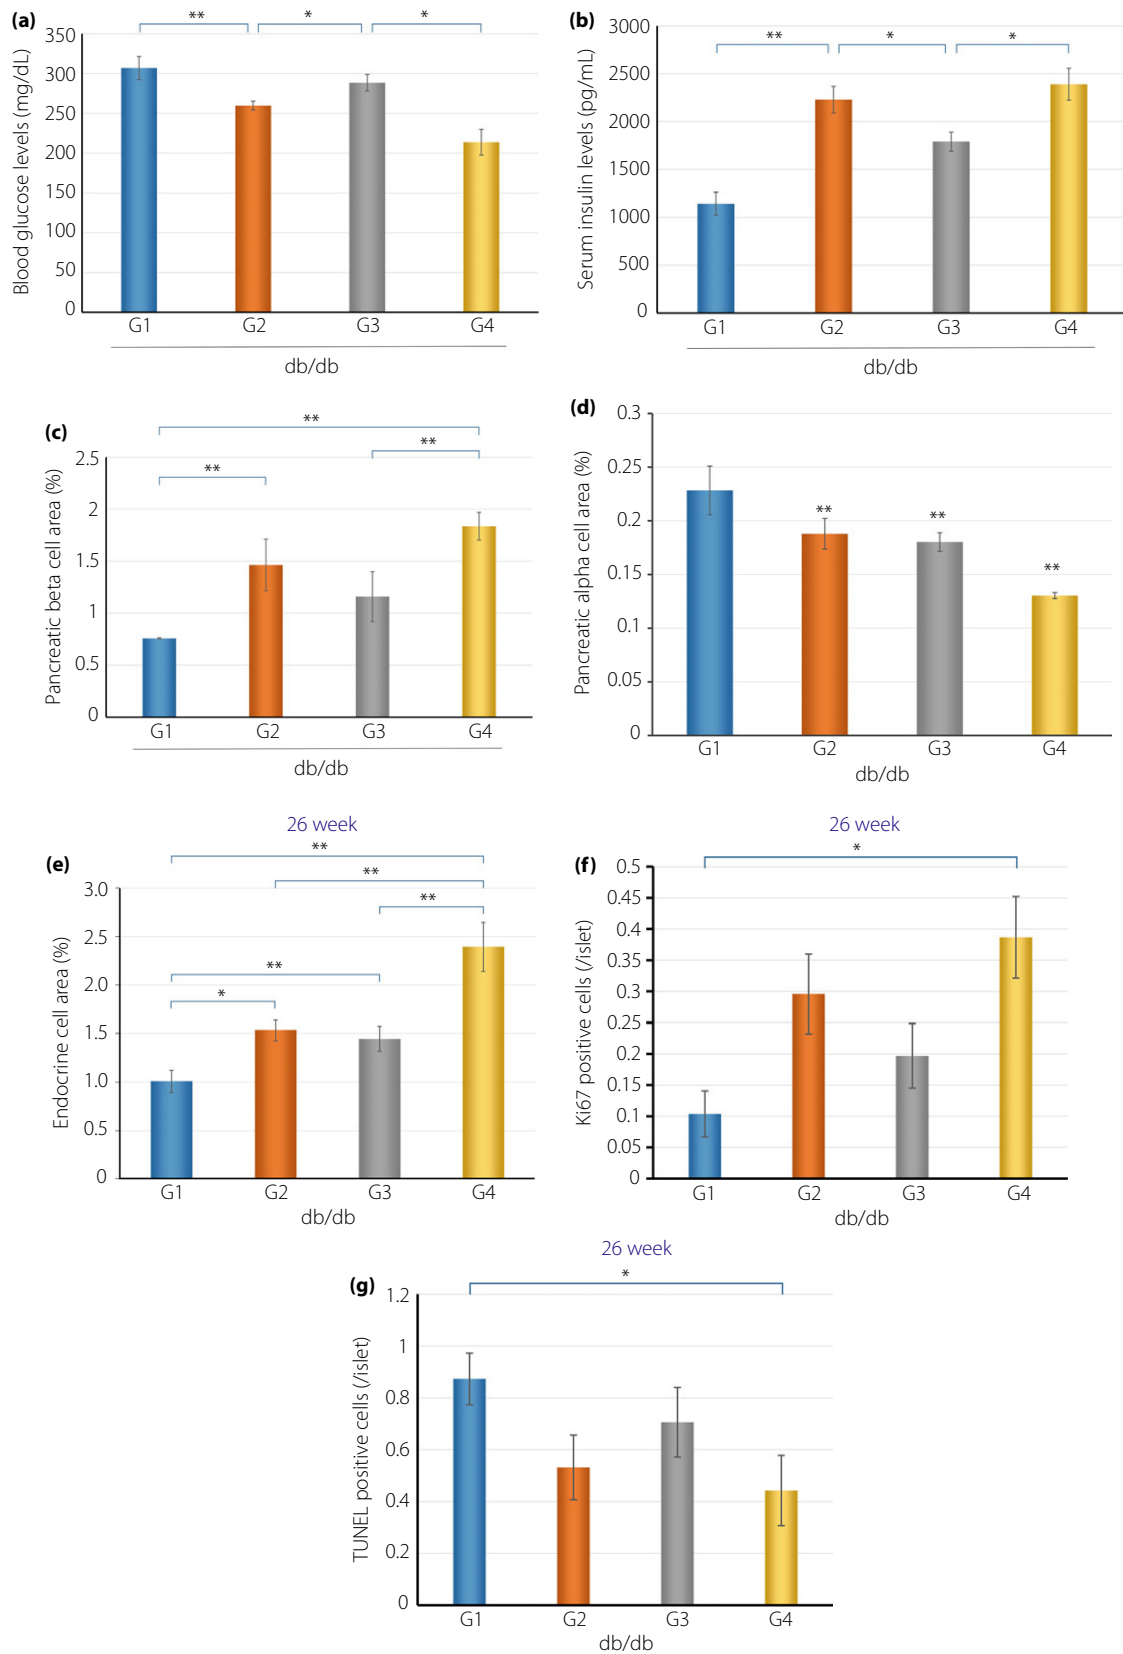 (a)
** * *
Blood glucose levels (mg/dL)
350
300
250
200
150
100
50
0
G1 G2 G3 G4
db/db
(b)
** * *
Serum insulin levels (pg/mL)
3000
2500
2000
1500
1000
500
0
G1 G2 G3 G4
db/db
(c)
**
**
**
Pancreatic beta cell area (%)
2.5
2
1.5
1
0.5
0
G1 G2 G3 G4
db/db
(d)
Pancreatic alpha cell area (%)
0.3
0.25
0.2
0.15
0.1
0.05
0
** ** **
G1 G2 G3 G4
db/db
26 week
(e)
**
**
**
**
*
Endocrine cell area (%)
3.0
2.5
2.0
1.5
1.0
0.5
0
G1 G2 G3 G4
db/db
26 week
(f)
*
Ki67 positive cells (/islet)
0.5
0.45
0.4
0.35
0.3
0.25
0.2
0.15
0.1
0.05
0
G1 G2 G3 G4
db/db
26 week
(g)
*
TUNEL positive cells (/islet)
1.2
1
0.8
0.6
0.4
0.2
0
G1 G2 G3 G4
db/db